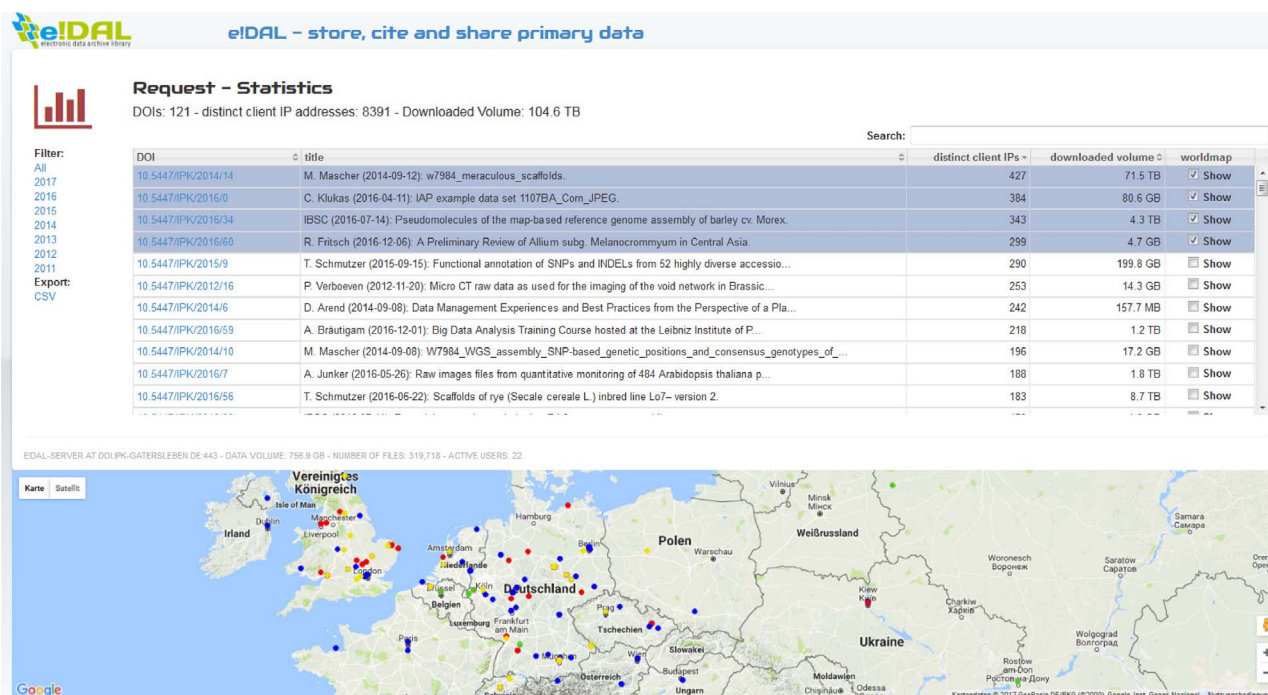 e!DAL
electronic data archive library
e!DAL - store, cite and share primary data
Request - Statistics
DOIs: 121 - distinct client IP addresses: 8391 - Downloaded Volume: 104.6 TB
Search:
Filter:
All
2017
2016
2015
2014
2013
2012
2011
Export:
CSV
DOI title distinct client IPs downloaded volume worldmap
10.5447/IPK/2014/14 M. Mascher (2014-09-12): w7984_meraculous_scaffolds. 427 71.5 TB Show
10.5447/IPK/2016/0 C. Klukas (2016-04-11): IAP example data set 1107BA_Corn_JPEG. 384 80.6 GB Show
10.5447/IPK/2016/34 IBSC (2016-07-14): Pseudomolecules of the map-based reference genome assembly of barley cv. Morex. 343 4.3 TB Show
10.5447/IPK/2016/60 R. Fritsch (2016-12-06): A Preliminary Review of Allium subg. Melanocrommyum in Central Asia. 299 4.7 GB Show
10.5447/IPK/2015/9 T. Schmutzer (2015-09-15): Functional annotation of SNPs and INDELs from 52 highly diverse accessio... 290 199.8 GB Show
10.5447/IPK/2012/16 P. Verboeven (2012-11-20): Micro CT raw data as used for the imaging of the void network in Brassic... 253 14.3 GB Show
10.5447/IPK/2014/6 D. Arend (2014-09-08): Data Management Experiences and Best Practices from the Perspective of a Pla... 242 157.7 MB Show
10.5447/IPK/2016/59 A. Bräutigam (2016-12-01): Big Data Analysis Training Course hosted at the Leibniz Institute of P... 218 1.2 TB Show
10.5447/IPK/2014/10 M. Mascher (2014-09-08): W7984_WGS_assembly_SNP-based_genetic_positions_and_consensus_genotypes_of_... 196 17.2 GB Show
10.5447/IPK/2016/7 A. Junker (2016-05-26): Raw images files from quantitative monitoring of 484 Arabidopsis thaliana p... 188 1.8 TB Show
10.5447/IPK/2016/56 T. Schmutzer (2016-06-22): Scaffolds of rye (Secale cereale L.) inbred line Lo7– version 2. 183 8.7 TB Show
E!DAL-SERVER AT DOI.IPK-GATERSLEBEN.DE:443 - DATA VOLUME: 756.9 GB - NUMBER OF FILES: 319,718 - ACTIVE USERS: 22
Karte Satellit
Vereinigtes
Königreich
Isle of Man
Dublin
Irland
Manchester
Liverpool
London
Hamburg
Amsterdam
Niederlande
Berlin
Polen
Warschau
Vilnius
Minsk
Минск
Weißrussland
Brüssel
Belgien
Köln
Deutschland
Luxemburg
Frankfurt
am Main
Prag
Tschechien
Paris
München
Wien
Slowakei
Österreich
Budapest
Ungarn
Kiew
Київ
Charkiw
Харків
Ukraine
Moldawien
Chișinău
Odessa
Woronesch
Воронеж
Saratow
Саратов
Samara
Самара
Wolgograd
Волгоград
Rostow
am-Don
Ростов-на-Дону
Google